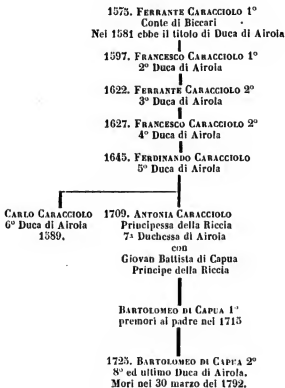 1575. FERRANTE CARACCIOLO 1°
Conte di Biccari
Nel 1581 ebbe il titolo di Duca di Airola
1597. FRANCESCO CARACCIOLO 1°
2° Duca di Airola
1622. FERRANTE CARACCIOLO 2°
3° Duca di Airola
1627. FRANCESCO CARACCIOLO 2°
4° Duca di Airola
1645. FERDINANDO CARACCIOLO
5° Duca di Airola
CARLO CARACCIOLO
6° Duca di Airola
1589.
1709. ANTONIA CARACCIOLO
Principessa della Riccia
7ª Duchessa di Airola
con
Giovan Battista di Capua
Principe della Riccia
BARTOLOMEO DI CAPUA 1°
premorì al padre nel 1715
1725. BARTOLOMEO DI CAPUA 2°
8° ed ultimo Duca di Airola.
Morì nel 30 marzo del 1792.